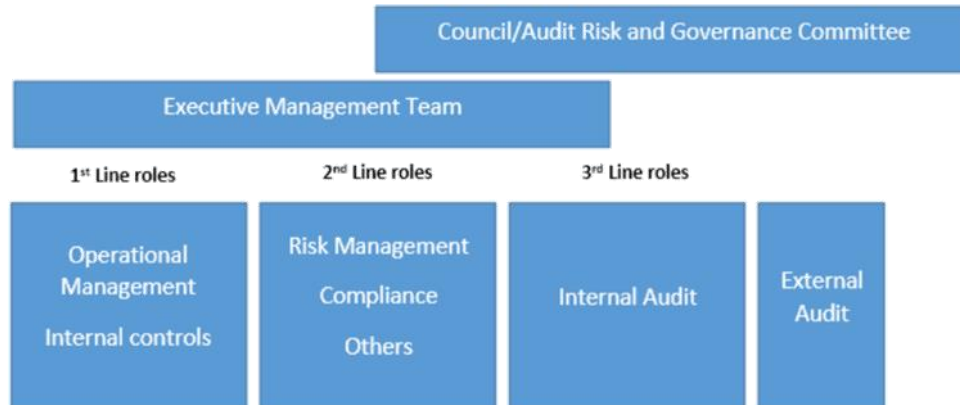 Council/Audit Risk and Governance Committee
Executive Management Team
1st Line roles
2nd Line roles
3rd Line roles
Operational
Management
Internal controls
Risk Management
Compliance
Others
Internal Audit
External
Audit